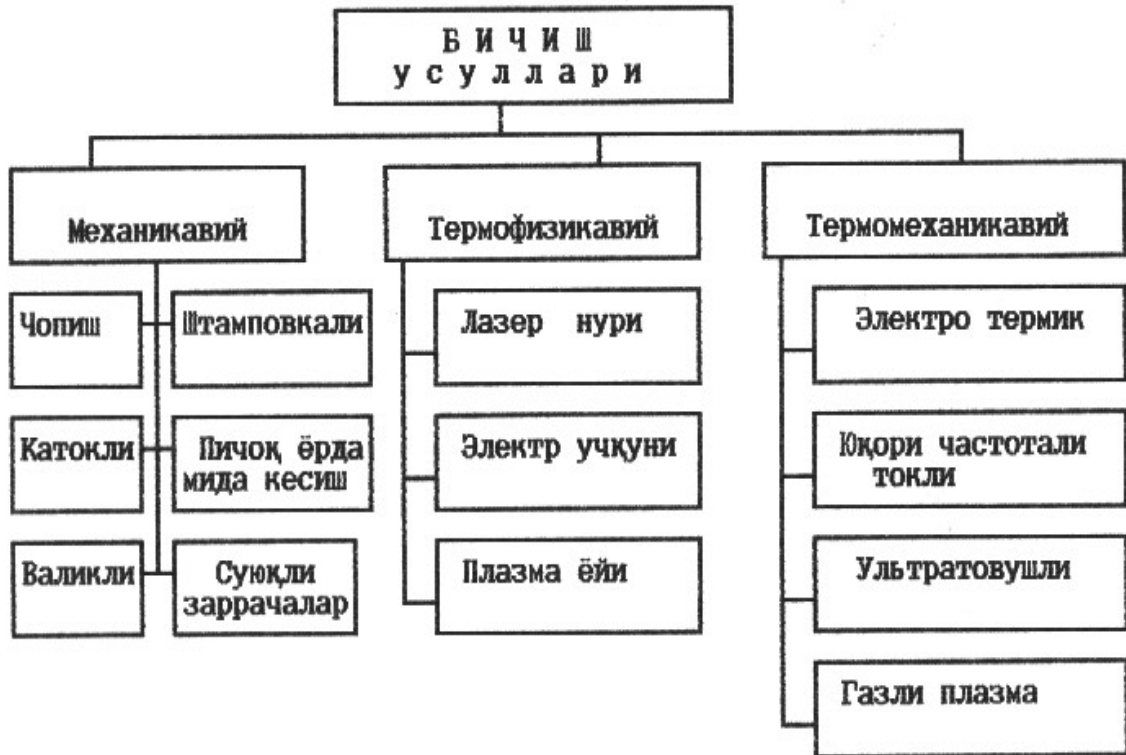 Б И Ч И Ш
у с у л л а р и
Механикавий
Термофизикавий
Термомеханикавий
Чопиш
Штамповкали
Катокли
Пичоқ ёрда
мида кесиш
Валикли
Суюқли
заррачалар
Лазер нури
Электр учқуни
Плазма ёйи
Электро термик
Юқори частотали
токли
Ультратовушли
Газли плазма